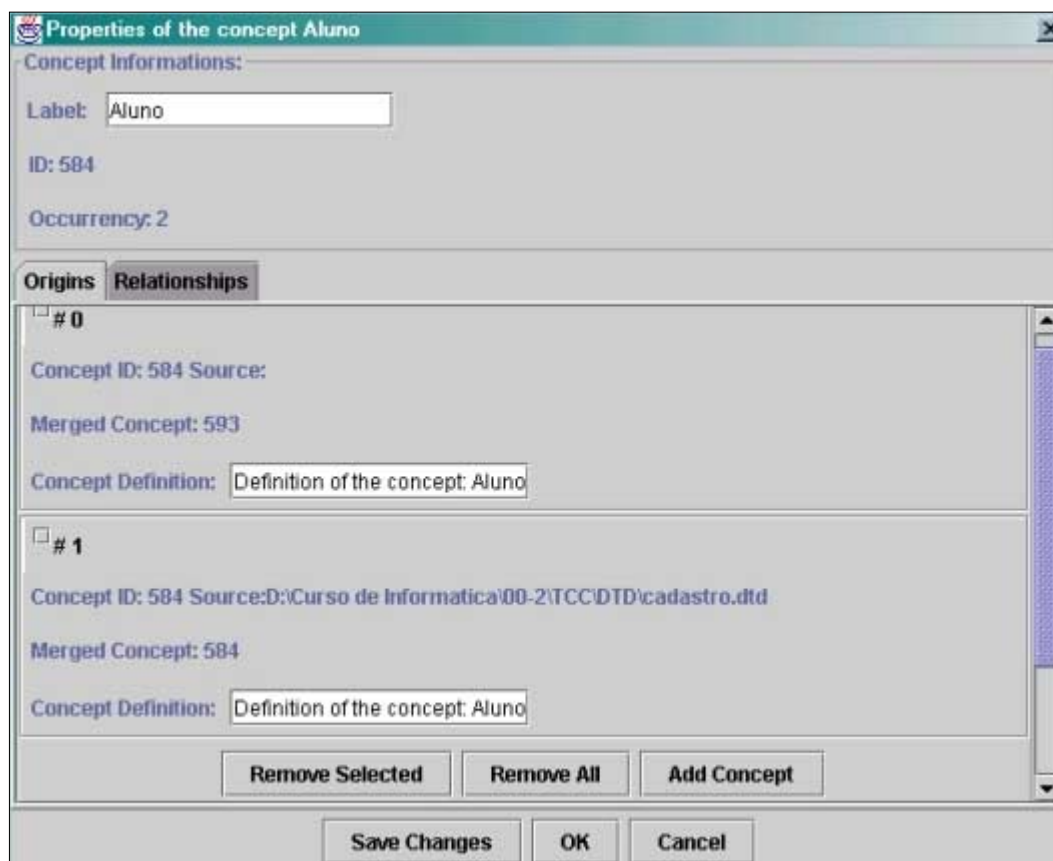 Properties of the concept Aluno
Concept Informations:
Label: Aluno
ID: 584
Occurrency: 2
Origins Relationships
# 0
Concept ID: 584 Source:
Merged Concept: 593
Concept Definition: Definition of the concept: Aluno
# 1
Concept ID: 584 Source:D:\Curso de Informatica\00-2\TCC\DTD\cadastro.dtd
Merged Concept: 584
Concept Definition: Definition of the concept: Aluno
Remove Selected Remove All Add Concept
Save Changes OK Cancel